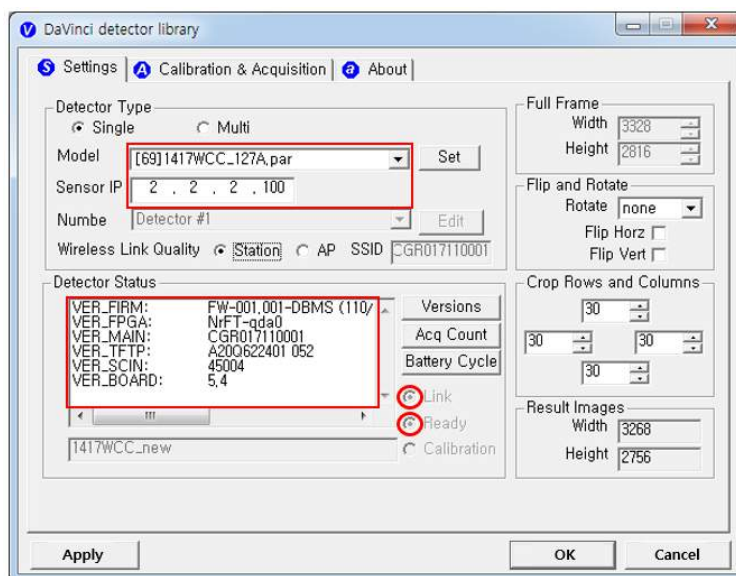 DaVinci detector library
Settings
Calibration & Acquisition
About
Detector Type
Single
Multi
Model
[69]1417WCC_127A.par
Set
Sensor IP
2 . 2 . 2 . 100
Numbe
Detector #1
Edit
Wireless Link Quality
Station
AP
SSID
CGR017110001
Detector Status
VER_FIRM: FW-001.001-DBMS (110/
VER_FPGA: NrFT-qda0
VER_MAIN: CGR017110001
VER_TFTP: A20Q622401 052
VER_SCIN: 45004
VER_BOARD: 5.4
Versions
Acq Count
Battery Cycle
Link
Ready
1417WCC_new
Calibration
Full Frame
Width 3328
Height 2816
Flip and Rotate
Rotate none
Flip Horz
Flip Vert
Crop Rows and Columns
30
30 30
30
Result Images
Width 3268
Height 2756
Apply
OK
Cancel